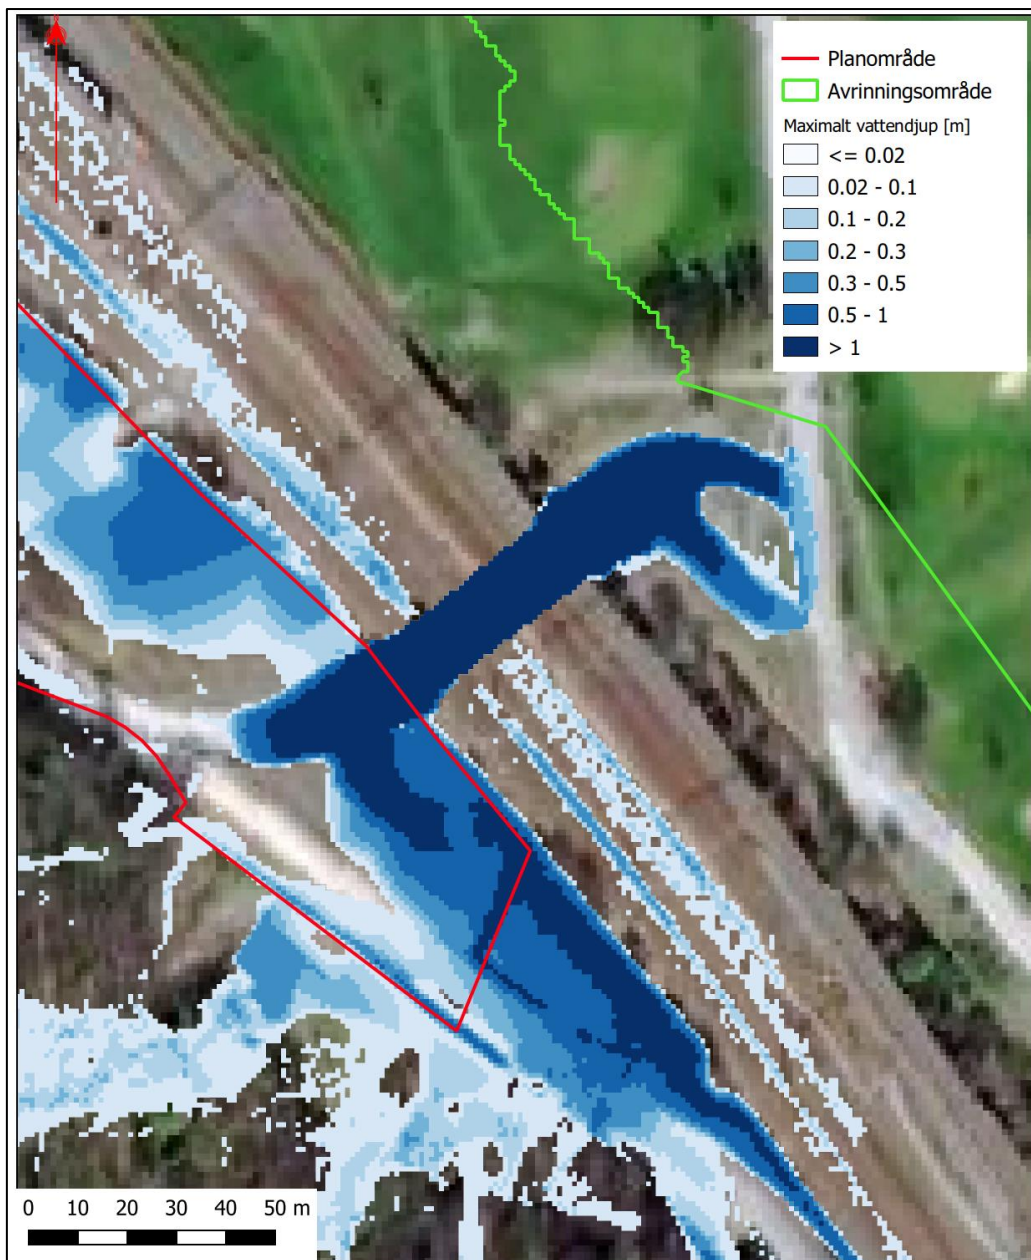 Planområde
Avrinningsområde
Maximalt vattendjup [m]
<= 0.02
0.02 - 0.1
0.1 - 0.2
0.2 - 0.3
0.3 - 0.5
0.5 - 1
> 1
0 10 20 30 40 50 m